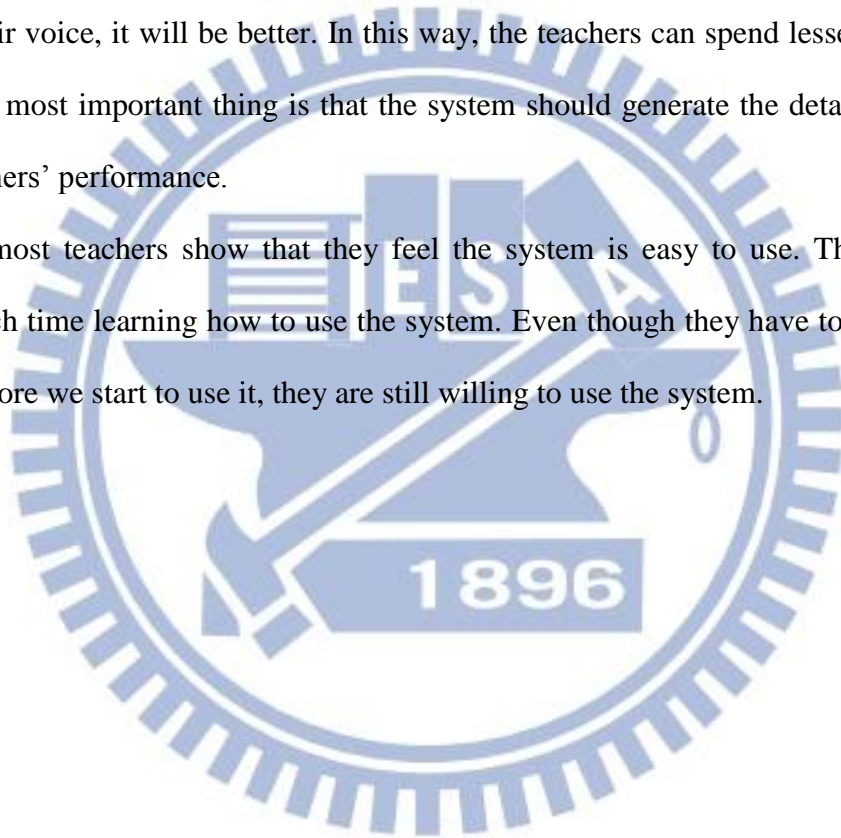 ir voice, it will be better. In this way, the teachers can spend lesse
most important thing is that the system should generate the deta
ners’ performance.
most teachers show that they feel the system is easy to use. Th
ch time learning how to use the system. Even though they have to
ore we start to use it, they are still willing to use the system.
E S A
1896